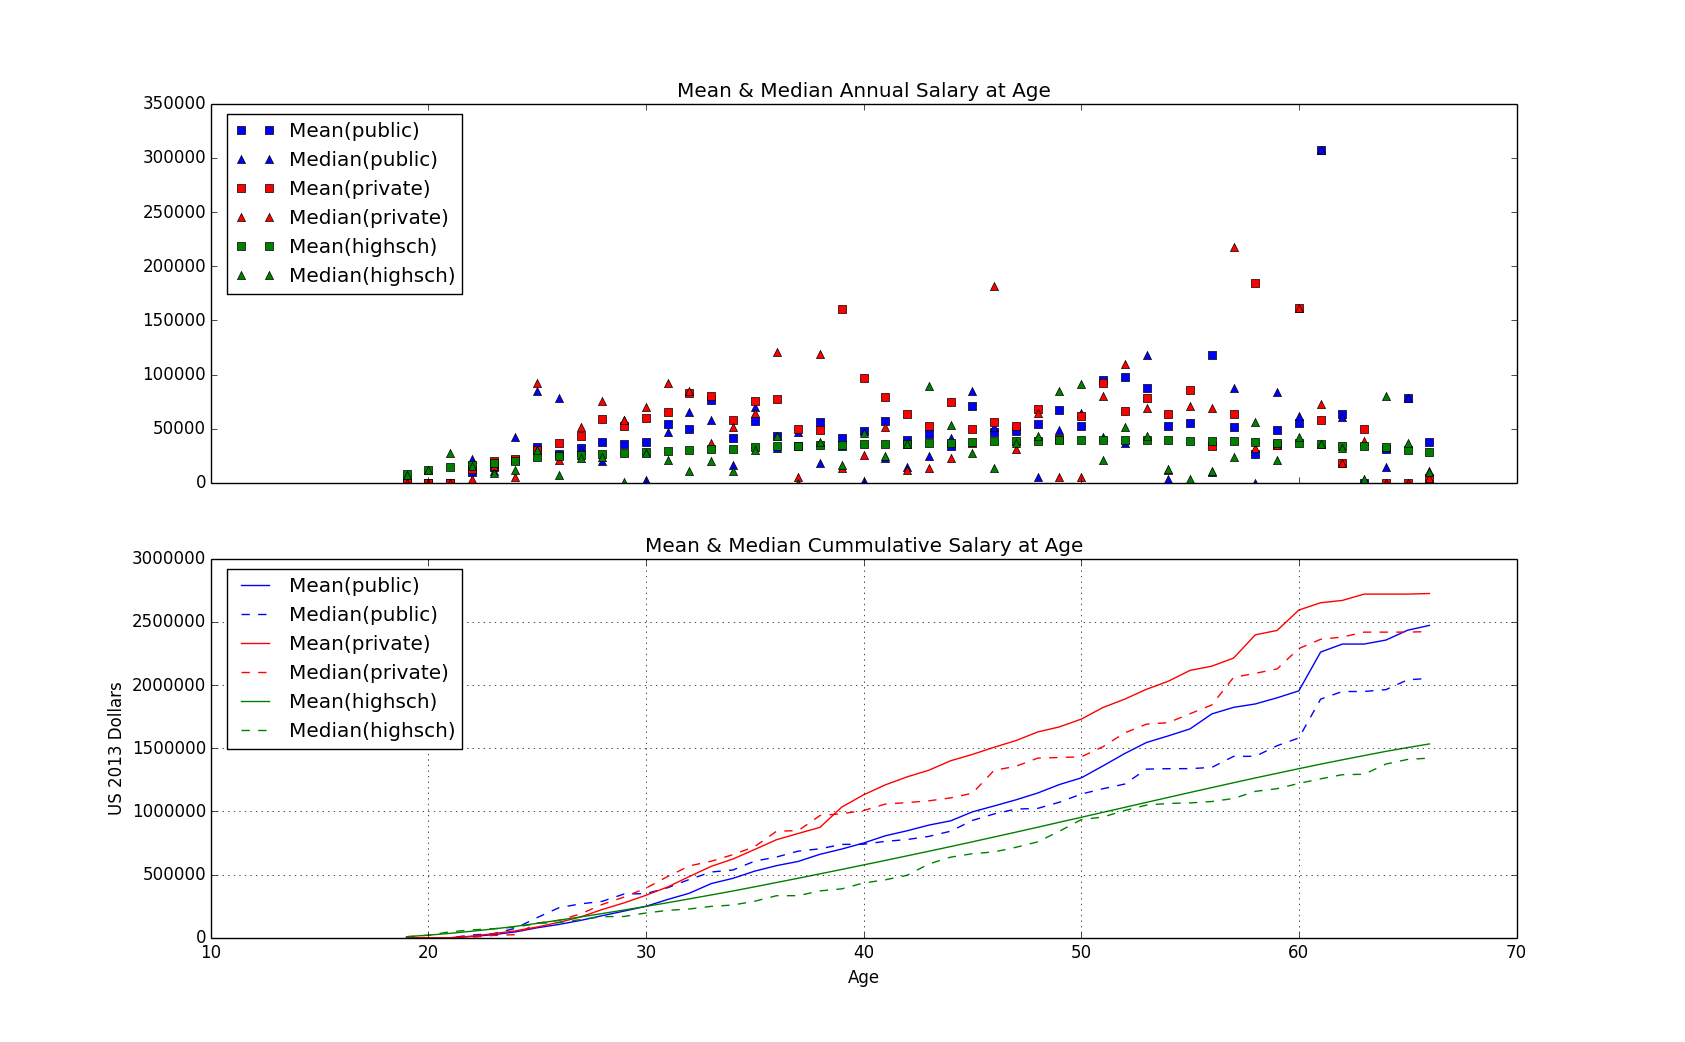 Mean & Median Annual Salary at Age
350000
300000
250000
200000
150000
100000
50000
0
Mean(public)
Median(public)
Mean(private)
Median(private)
Mean(highsch)
Median(highsch)
Mean & Median Cummulative Salary at Age
3000000
2500000
2000000
1500000
1000000
500000
0
US 2013 Dollars
Mean(public)
Median(public)
Mean(private)
Median(private)
Mean(highsch)
Median(highsch)
10 20 30 40 50 60 70
Age